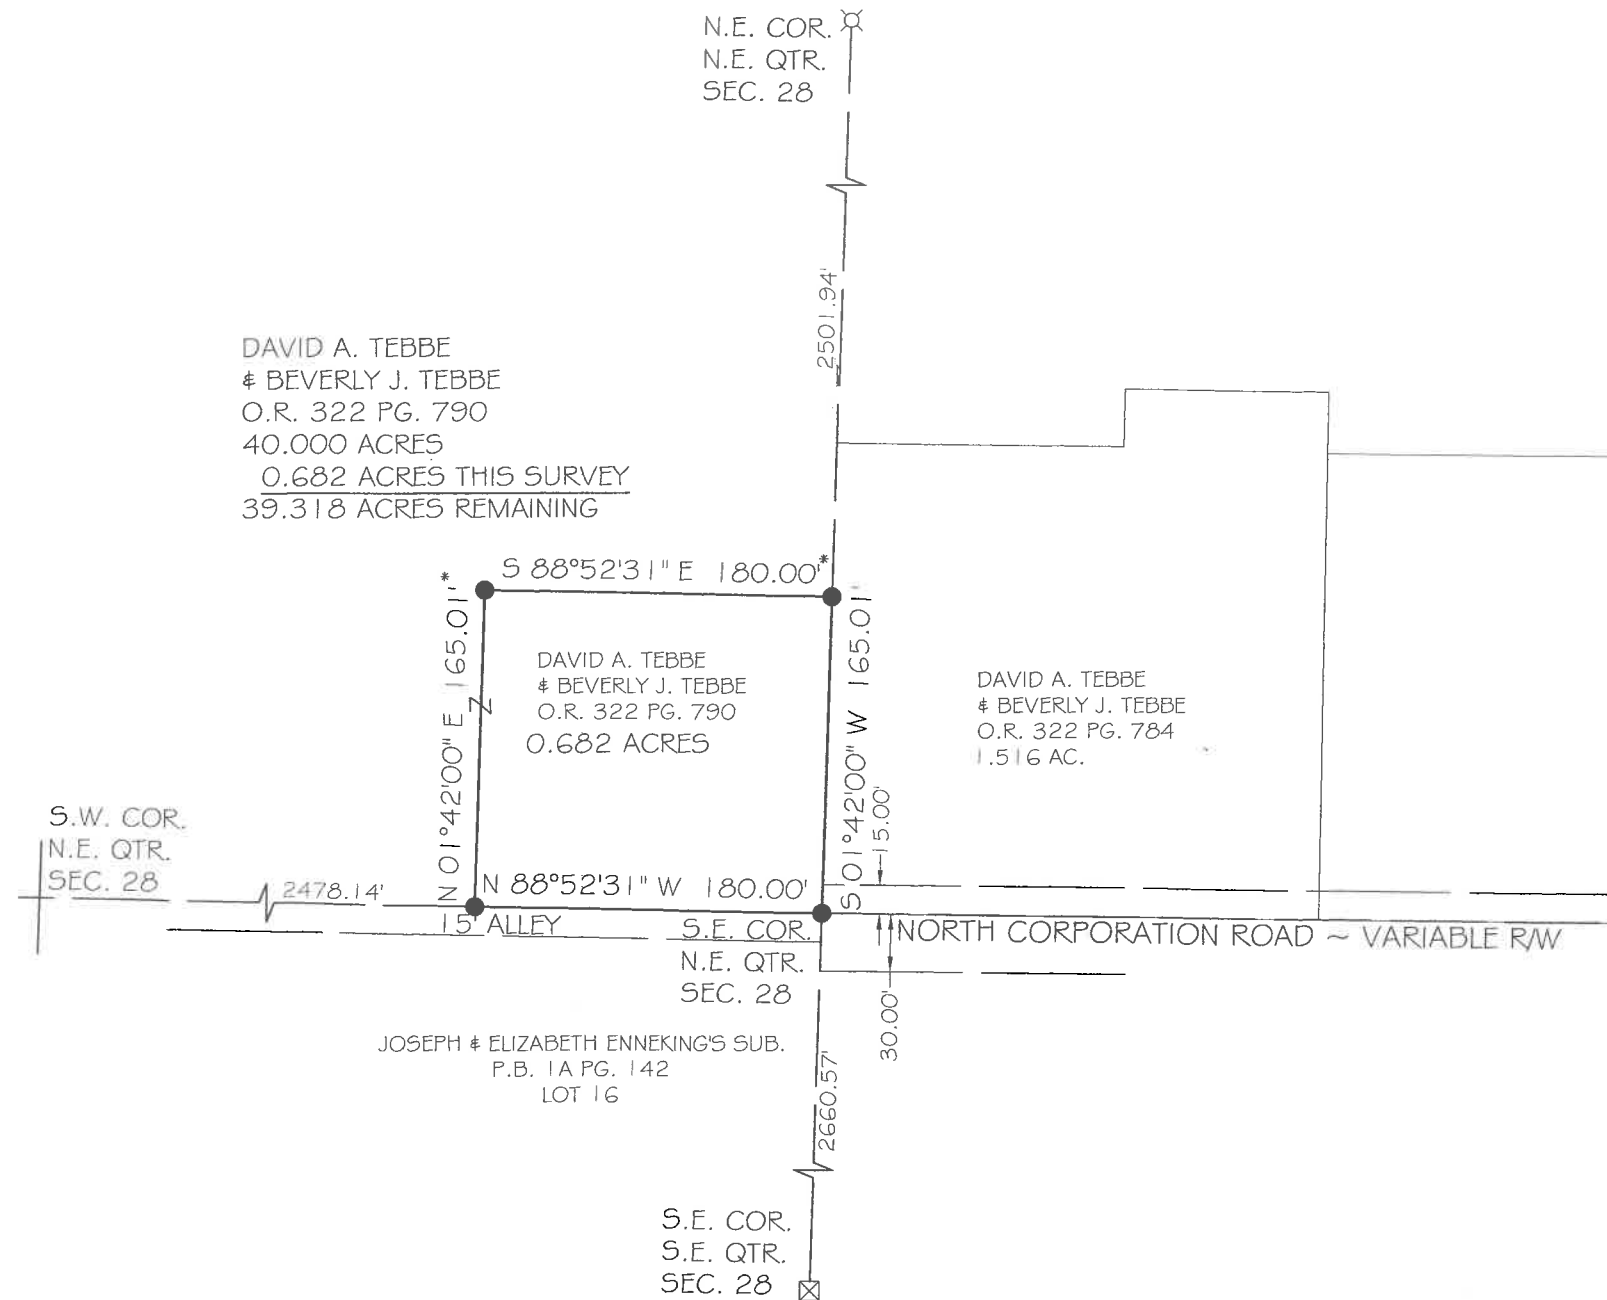 N.E. COR.
N.E. QTR.
SEC. 28
2501.94'
DAVID A. TEBBE
& BEVERLY J. TEBBE
O.R. 322 PG. 790
40.000 ACRES
0.682 ACRES THIS SURVEY
39.318 ACRES REMAINING
S 88°52'31" E 180.00'*
N 01°42'00" E 165.01'*
Z
DAVID A. TEBBE
& BEVERLY J. TEBBE
O.R. 322 PG. 790
0.682 ACRES
S 01°42'00" W 165.01'
DAVID A. TEBBE
& BEVERLY J. TEBBE
O.R. 322 PG. 784
1.516 AC.
15.00'
S.W. COR.
N.E. QTR.
SEC. 28
2478.14'
N 88°52'31" W 180.00'
15' ALLEY
S.E. COR.
N.E. QTR.
SEC. 28
NORTH CORPORATION ROAD ~ VARIABLE R/W
30.00'
JOSEPH & ELIZABETH ENNEKING'S SUB.
P.B. 1A PG. 142
LOT 16
2660.57'
S.E. COR.
S.E. QTR.
SEC. 28